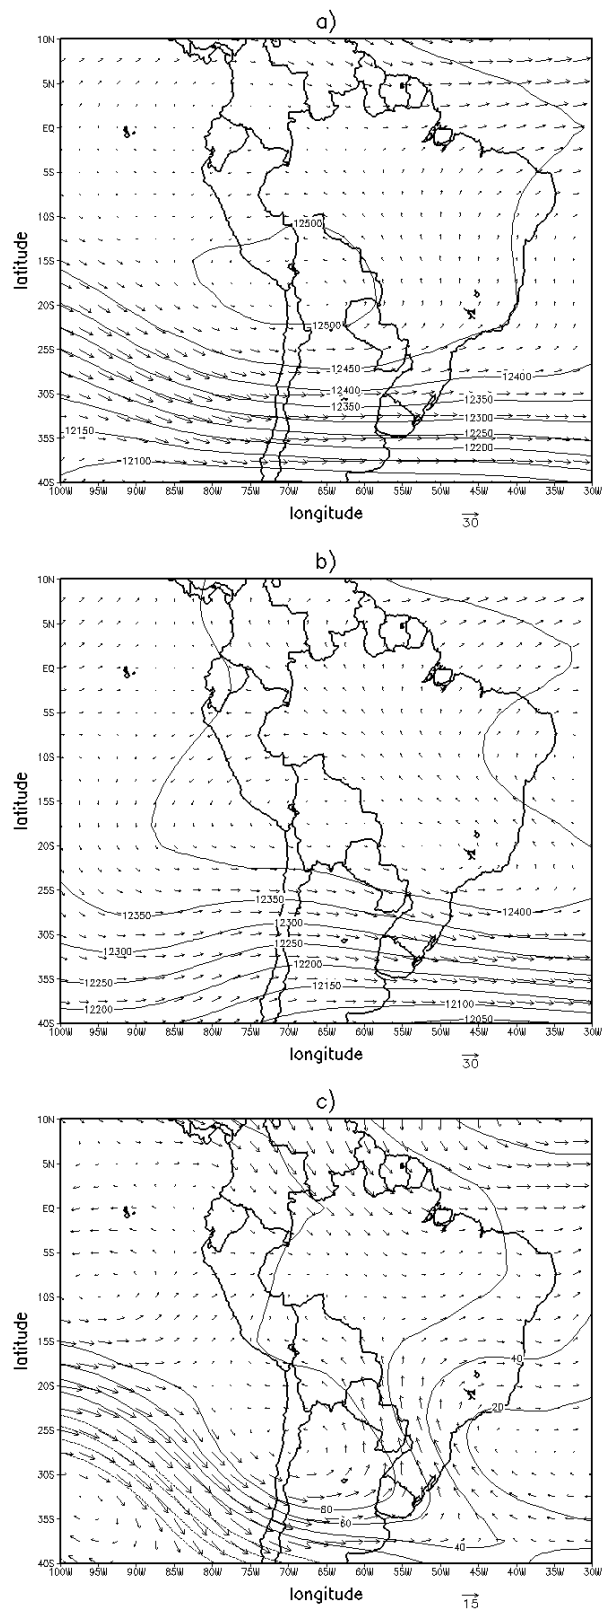 a)
10N
5N
EQ
5S
10S
15S
20S
25S
30S
35S
40S
latitude
12500
12500
12450
12400
12400
12350
12350
12300
12250
12200
12150
12100
100W 95W 90W 85W 80W 75W 70W 65W 60W 55W 50W 45W 40W 35W 30W
longitude
30
b)
10N
5N
EQ
5S
10S
15S
20S
25S
30S
35S
40S
latitude
12350
12350
12400
12300
12300
12250
12250
12200
12200
12150
12100
12050
100W 95W 90W 85W 80W 75W 70W 65W 60W 55W 50W 45W 40W 35W 30W
longitude
30
c)
10N
5N
EQ
5S
10S
15S
20S
25S
30S
35S
40S
latitude
40
20
80
60
40
100W 95W 90W 85W 80W 75W 70W 65W 60W 55W 50W 45W 40W 35W 30W
longitude
15